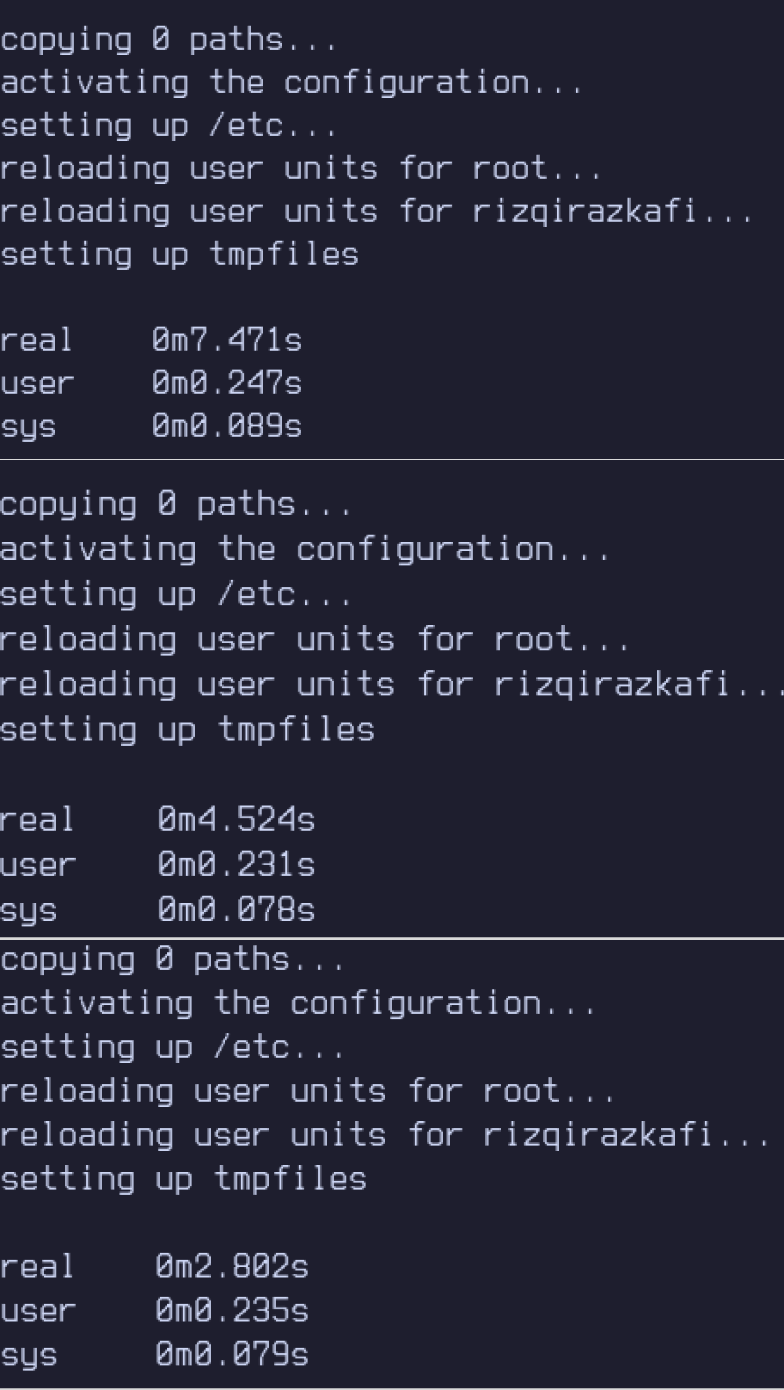 copying 0 paths...
activating the configuration...
setting up /etc...
reloading user units for root...
reloading user units for rizqirazkafi...
setting up tmpfiles
real 0m7.471s
user 0m0.247s
sys 0m0.089s
copying 0 paths...
activating the configuration...
setting up /etc...
reloading user units for root...
reloading user units for rizqirazkafi...
setting up tmpfiles
real 0m4.524s
user 0m0.231s
sys 0m0.078s
copying 0 paths...
activating the configuration...
setting up /etc...
reloading user units for root...
reloading user units for rizqirazkafi...
setting up tmpfiles
real 0m2.802s
user 0m0.235s
sys 0m0.079s